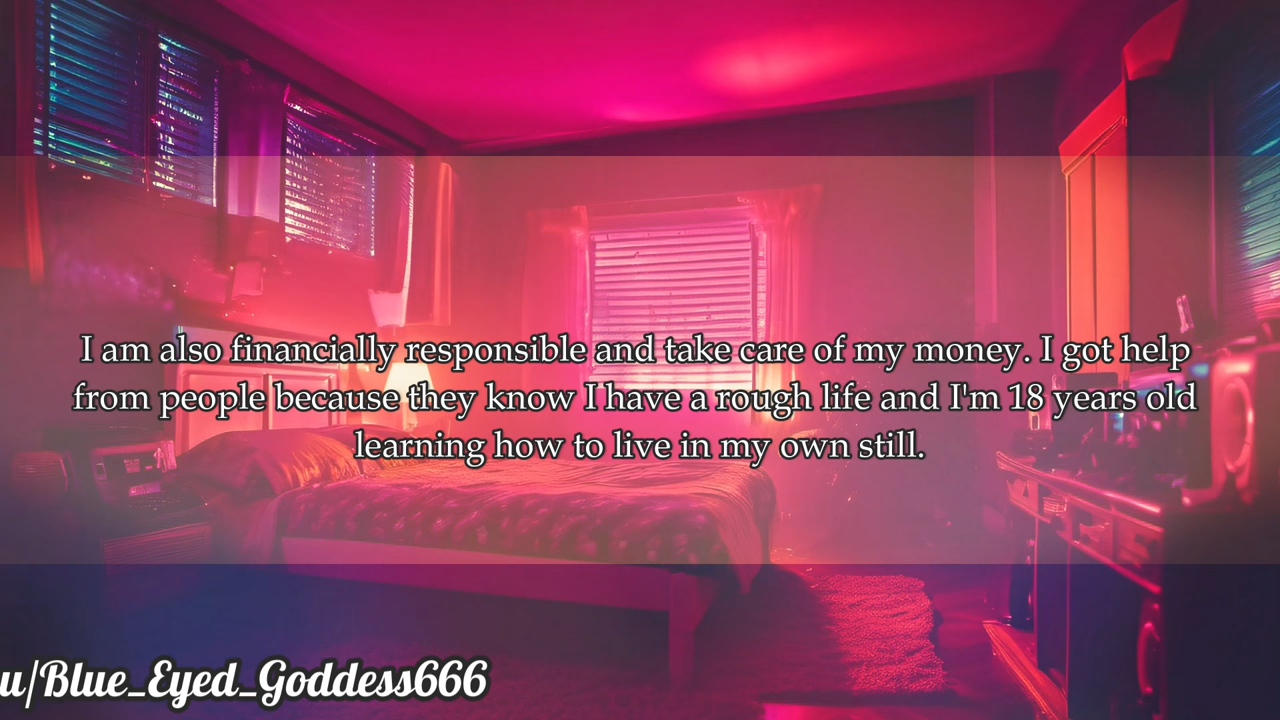 I am also financially responsible and take care of my money. I got help
from people because they know I have a rough life and I'm 18 years old
learning how to live in my own still.
u/Blue_Eyed_Goddess666